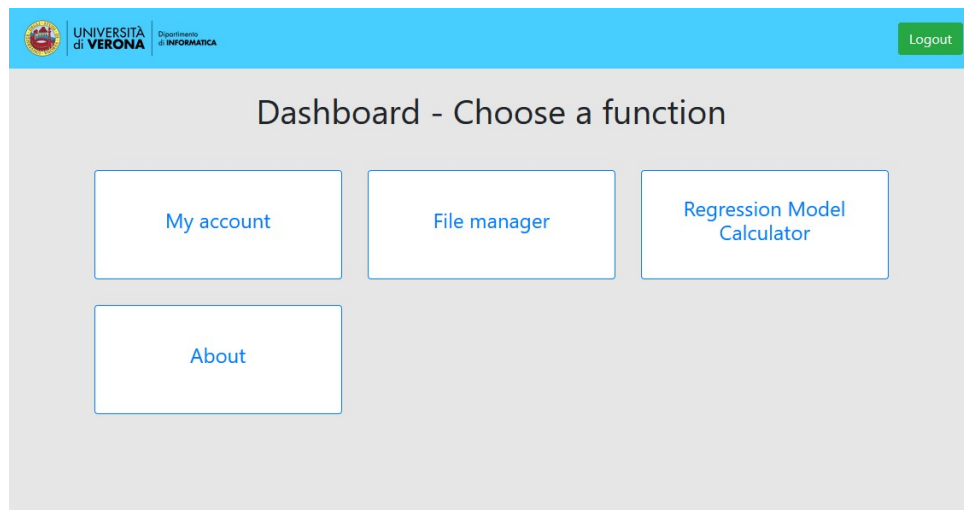 UNIVERSITÀ
di VERONA
Dipartimento
di INFORMATICA
Logout
Dashboard - Choose a function
My account
File manager
Regression Model
Calculator
About